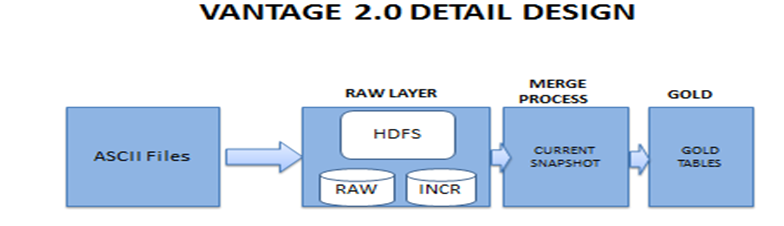 VANTAGE 2.0 DETAIL DESIGN
RAW LAYER
MERGE
PROCESS
GOLD
ASCII Files
HDFS
RAW
INCR
CURRENT
SNAPSHOT
GOLD
TABLES